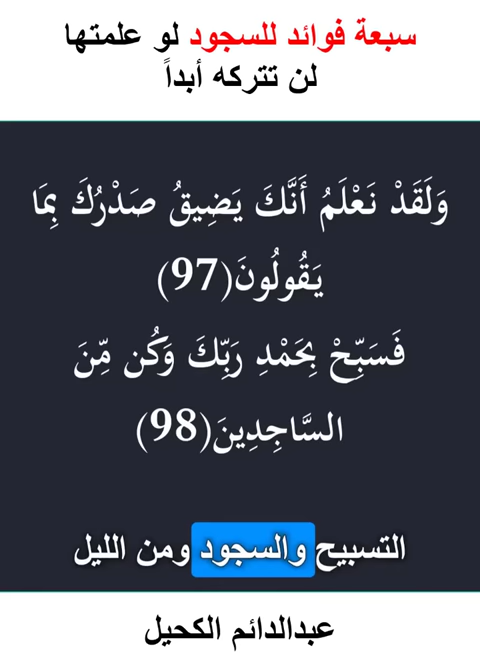 سبعة فوائد للسجود لو علمتها
لن تتركه أبداً
وَلَقَدْ نَعْلَمُ أَنَّكَ يَضِيقُ صَدْرُكَ بِمَا
يَقُولُونَ(97)
فَسَبِّحْ بِحَمْدِ رَبِّكَ وَكُن مِّنَ
السَّاجِدِينَ(98)
التسبيح والسجود ومن الليل
عبدالدائم الكحيل